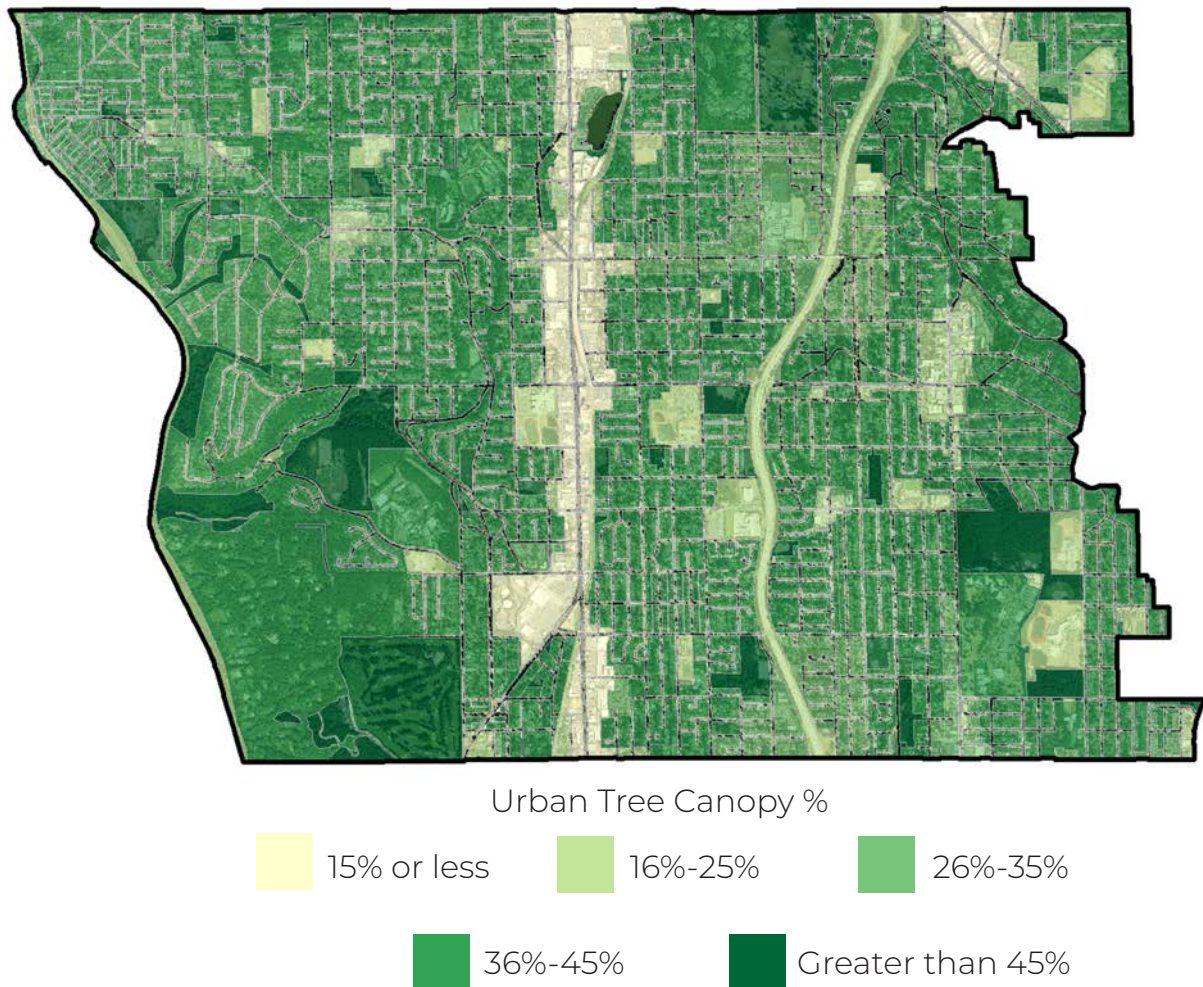 Urban Tree Canopy %
15% or less
16%-25%
26%-35%
36%-45%
Greater than 45%